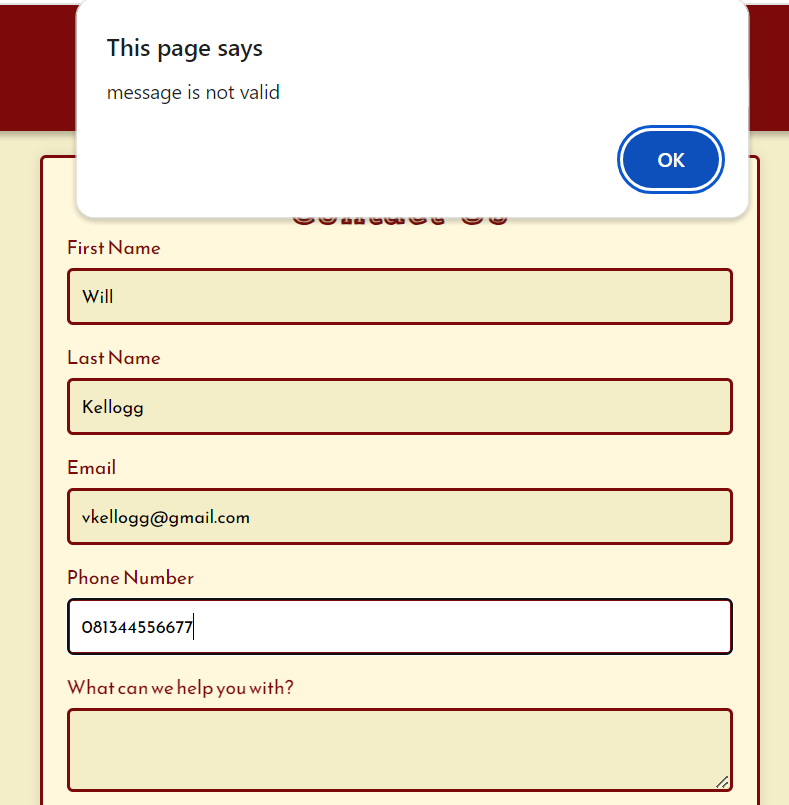 This page says
message is not valid
OK
First Name
Will
Last Name
Kellogg
Email
vkellogg@gmail.com
Phone Number
081344556677
What can we help you with?